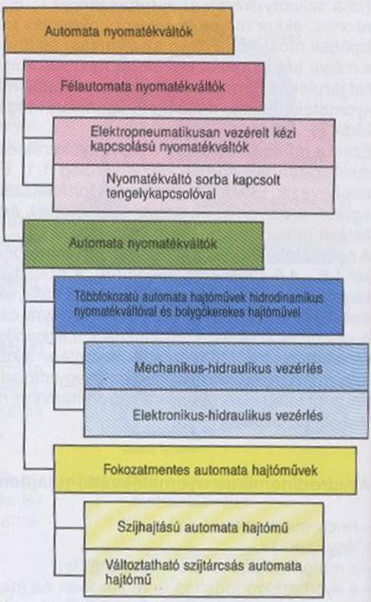 Automata nyomatékváltók
Félautomata nyomatékváltók
Elektropneumatikusan vezérelt kézi
kapcsolású nyomatékváltók
Nyomatékváltó sorba kapcsolt
tengelykapcsolóval
Automata nyomatékváltók
Többfokozatú automata hajtóművek hidrodinamikus
nyomatékváltóval és bolygókerekes hajtóművel
Mechanikus-hidraulikus vezérlés
Elektronikus-hidraulikus vezérlés
Fokozatmentes automata hajtóművek
Szíjhajtású automata hajtómű
Változtatható szíjtárcsás automata
hajtómű